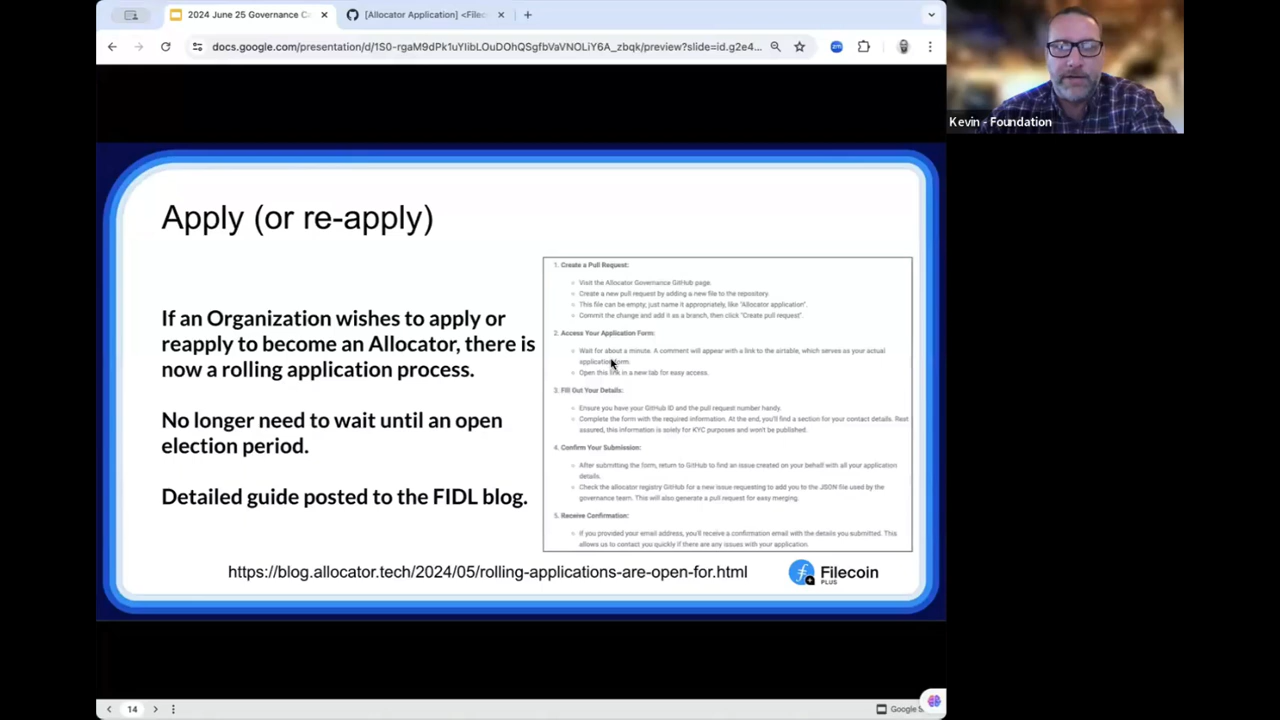 2024 June 25 Governance C
[Allocator Application] <Filec
docs.google.com/presentation/d/1S0-rgaM9dPk1uYIibLOuDOhQSgfbVaVNOLiY6A_zbqk/preview?slide=id.g2e4...
Kevin - Foundation
Apply (or re-apply)
If an Organization wishes to apply or
reapply to become an Allocator, there is
now a rolling application process.
No longer need to wait until an open
election period.
Detailed guide posted to the FIDL blog.
1. Create a Pull Request:
Visit the Allocator Governance GitHub page.
Create a new pull request by adding a new file to the repository.
This file can be empty; just name it appropriately, like "Allocator application".
Commit the change and add it as a branch, then click "Create pull request".
2. Access Your Application Form:
Wait for about a minute. A comment will appear with a link to the airtable, which serves as your actual
application form.
Open this link in a new tab for easy access.
3. Fill Out Your Details:
Ensure you have your GitHub ID and the pull request number handy.
Complete the form with the required information. At the end, you'll find a section for your contact details. Rest
assured, this information is solely for KYC purposes and won't be published.
4. Confirm Your Submission:
After submitting the form, return to GitHub to find an issue created on your behalf with all your application
details.
Check the allocator registry GitHub for a new issue requesting to add you to the JSON file used by the
governance team. This will also generate a pull request for easy merging.
5. Receive Confirmation:
If you provided your email address, you'll receive a confirmation email with the details you submitted. This
allows us to contact you quickly if there are any issues with your application.
https://blog.allocator.tech/2024/05/rolling-applications-are-open-for.html
Filecoin
PLUS
14
Google S